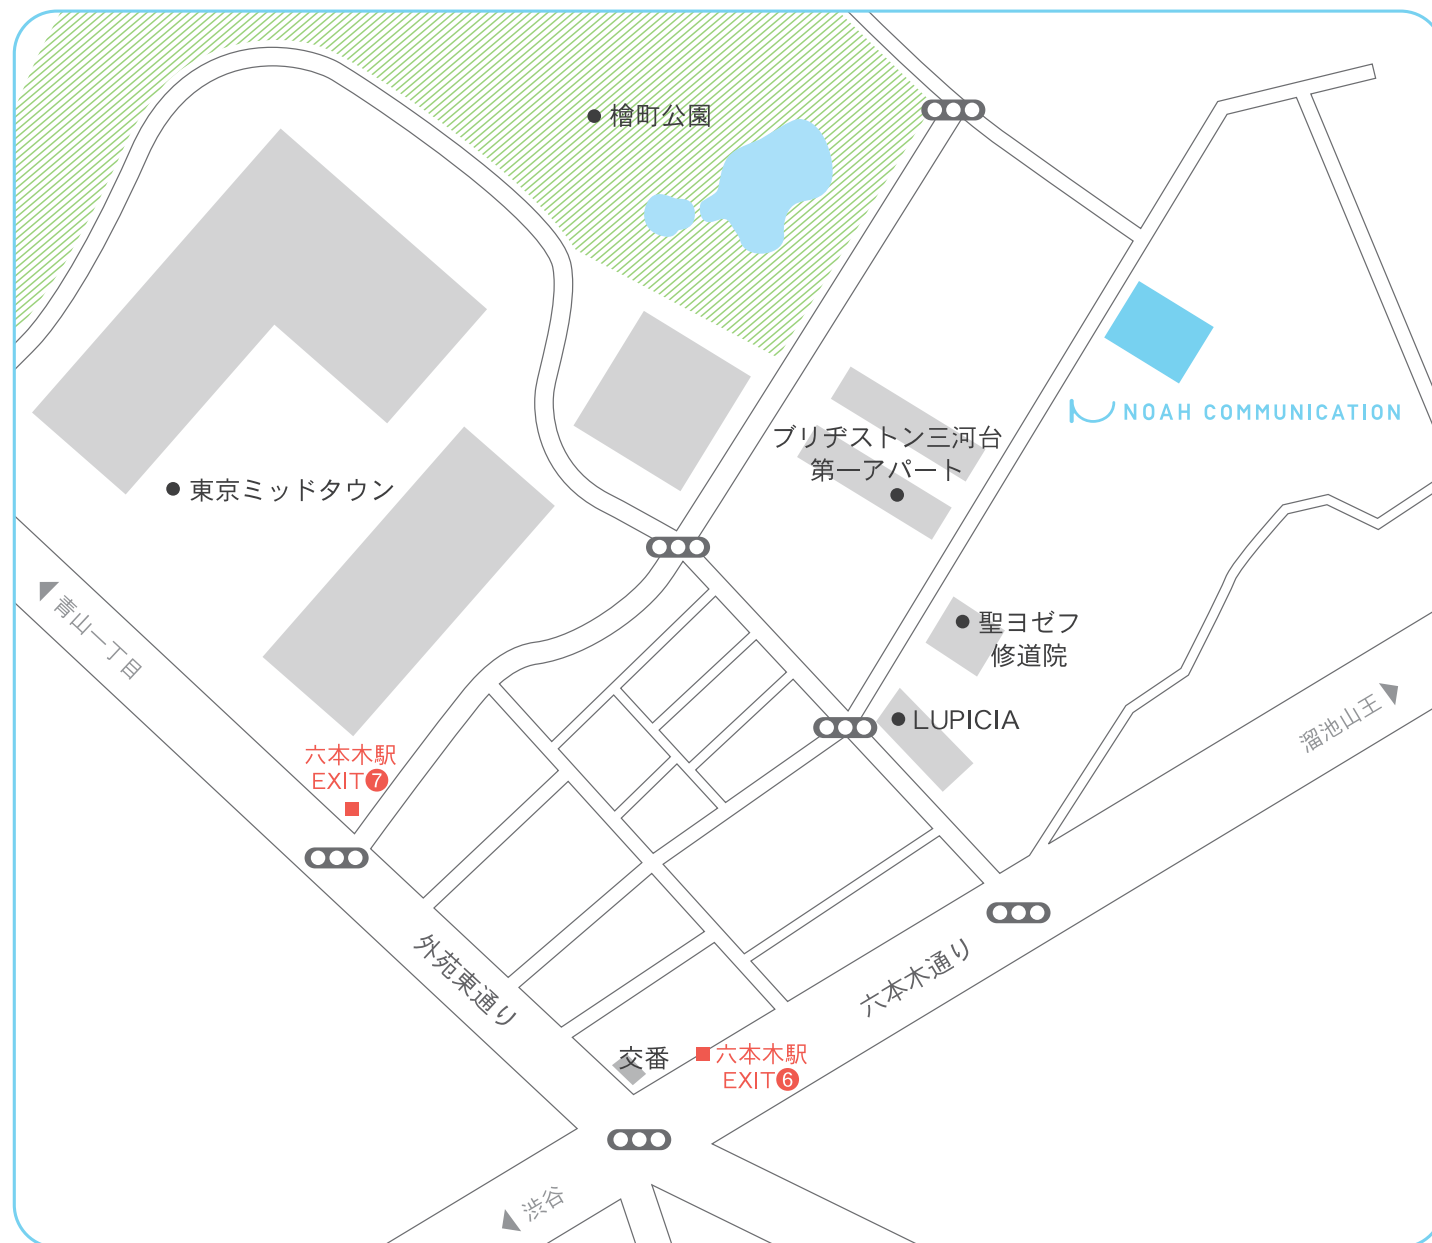 檜町公園
NOAH COMMUNICATION
ブリヂストン三河台
第一アパート
東京ミッドタウン
青山一丁目
聖ヨゼフ
修道院
LUPICIA
溜池山王
六本木駅
EXIT7
外苑東通り
六本木通り
交番
六本木駅
EXIT6
渋谷